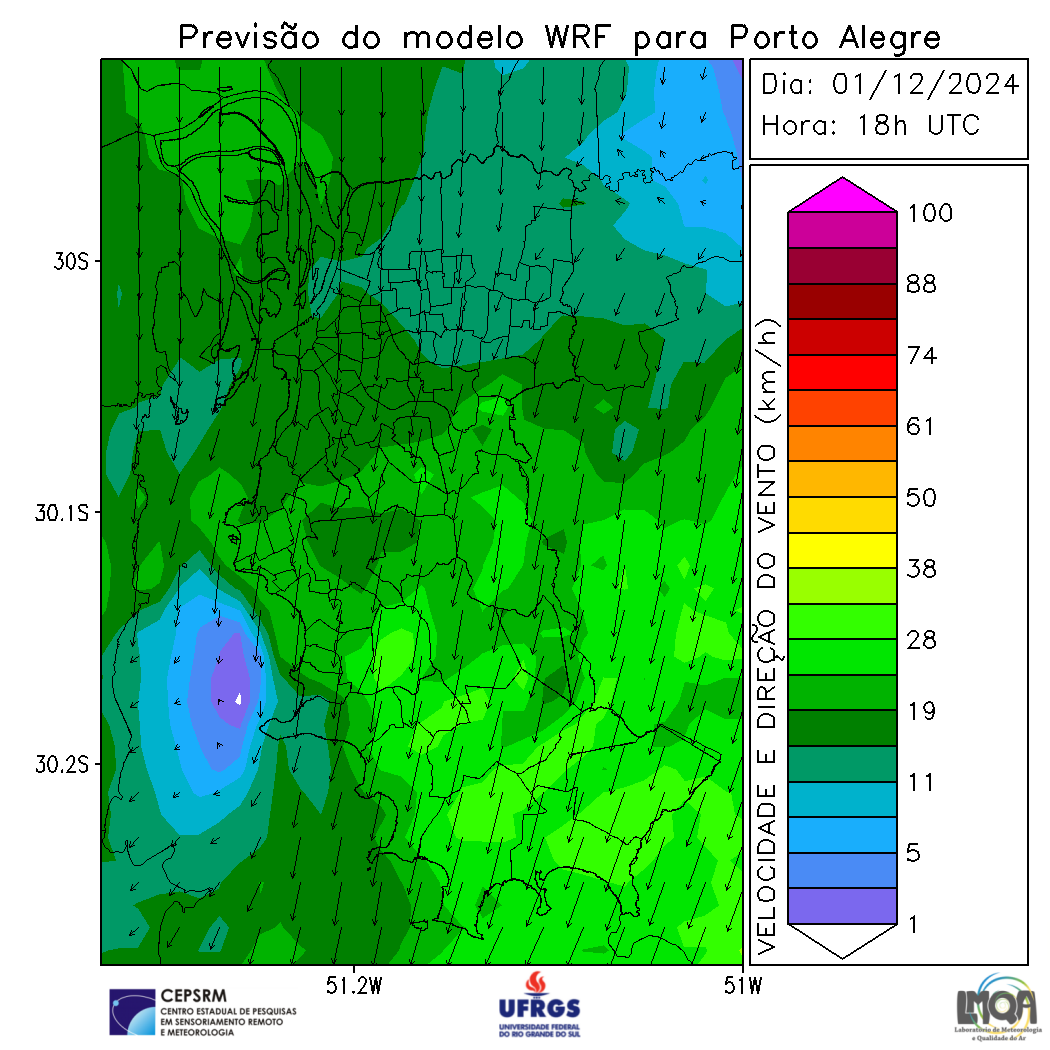 Previsão do modelo WRF para Porto Alegre
Dia: 01/12/2024
Hora: 18h UTC
30S
30.1S
30.2S
51.2W
51W
VELOCIDADE E DIREÇÃO DO VENTO (km/h)
100
88
74
61
50
38
28
19
11
5
1
CEPSRM
CENTRO ESTADUAL DE PESQUISAS
EM SENSORIAMENTO REMOTO
E METEOROLOGIA
UFRGS
UNIVERSIDADE FEDERAL
DO RIO GRANDE DO SUL
LMQA
Laboratório de Meteorologia
e Qualidade do Ar